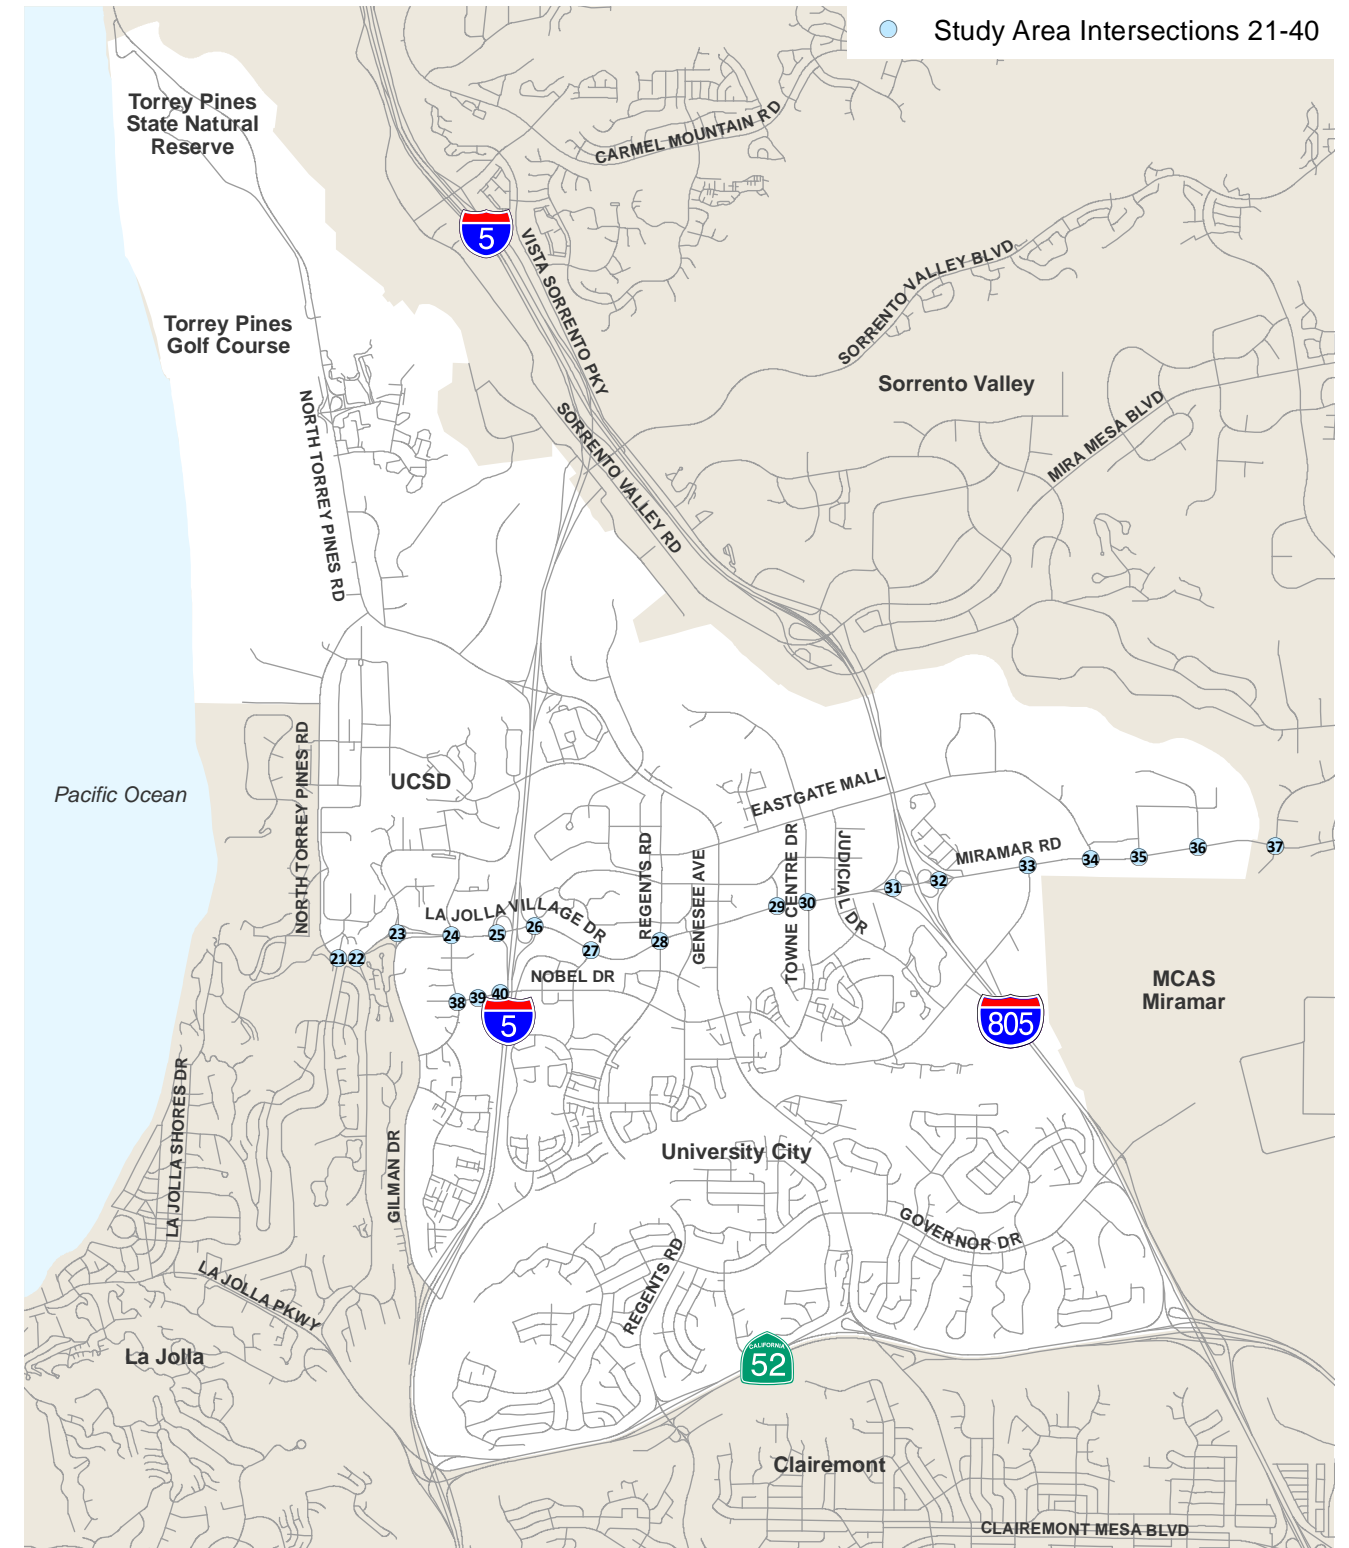 Study Area Intersections 21-40
Torrey Pines
State Natural
Reserve
CARMEL MOUNTAIN RD
5
VISTA SORRENTO PKY
SORRENTO VALLEY BLVD
Torrey Pines
Golf Course
Sorrento Valley
NORTH TORREY PINES RD
MIRA MESA BLVD
SORRENTO VALLEY RD
NORTH TORREY PINES RD
UCSD
Pacific Ocean
EASTGATE MALL
REGENTS RD
GENESEE AVE
TOWNE CENTRE DR
JUDICIAL DR
MIRAMAR RD
LA JOLLA VILLAGE DR
21
22
23
24
25
26
27
28
29
30
31
32
33
34
35
36
37
NOBEL DR
38
39
40
5
805
MCAS
Miramar
LA JOLLA SHORES DR
GILMAN DR
University City
GOVERNOR DR
REGENTS RD
LA JOLLA PKWY
La Jolla
CALIFORNIA
52
Clairemont
CLAIREMONT MESA BLVD